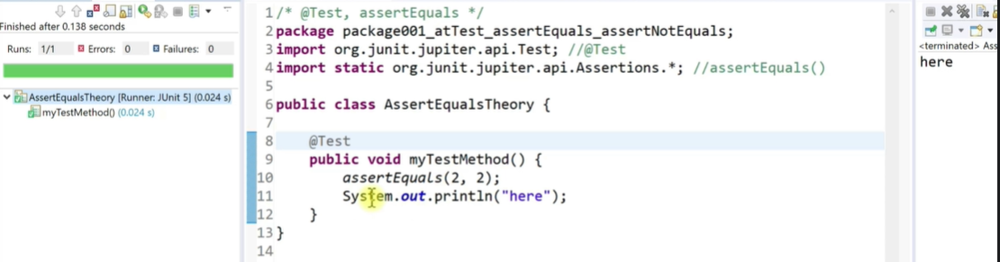 Finished after 0.138 seconds
Runs: 1/1 Errors: 0 Failures: 0
AssertEqualsTheory [Runner: JUnit 5] (0.024 s)
myTestMethod() (0.024 s)
1 /* @Test, assertEquals */
2 package package001_atTest_assertEquals_assertNotEquals;
3 import org.junit.jupiter.api.Test; //@Test
4 import static org.junit.jupiter.api.Assertions.*; //assertEquals()
5
6 public class AssertEqualsTheory {
7
8 @Test
9 public void myTestMethod() {
10 assertEquals(2, 2);
11 System.out.println("here");
12 }
13 }
14
<terminated> Ass
here